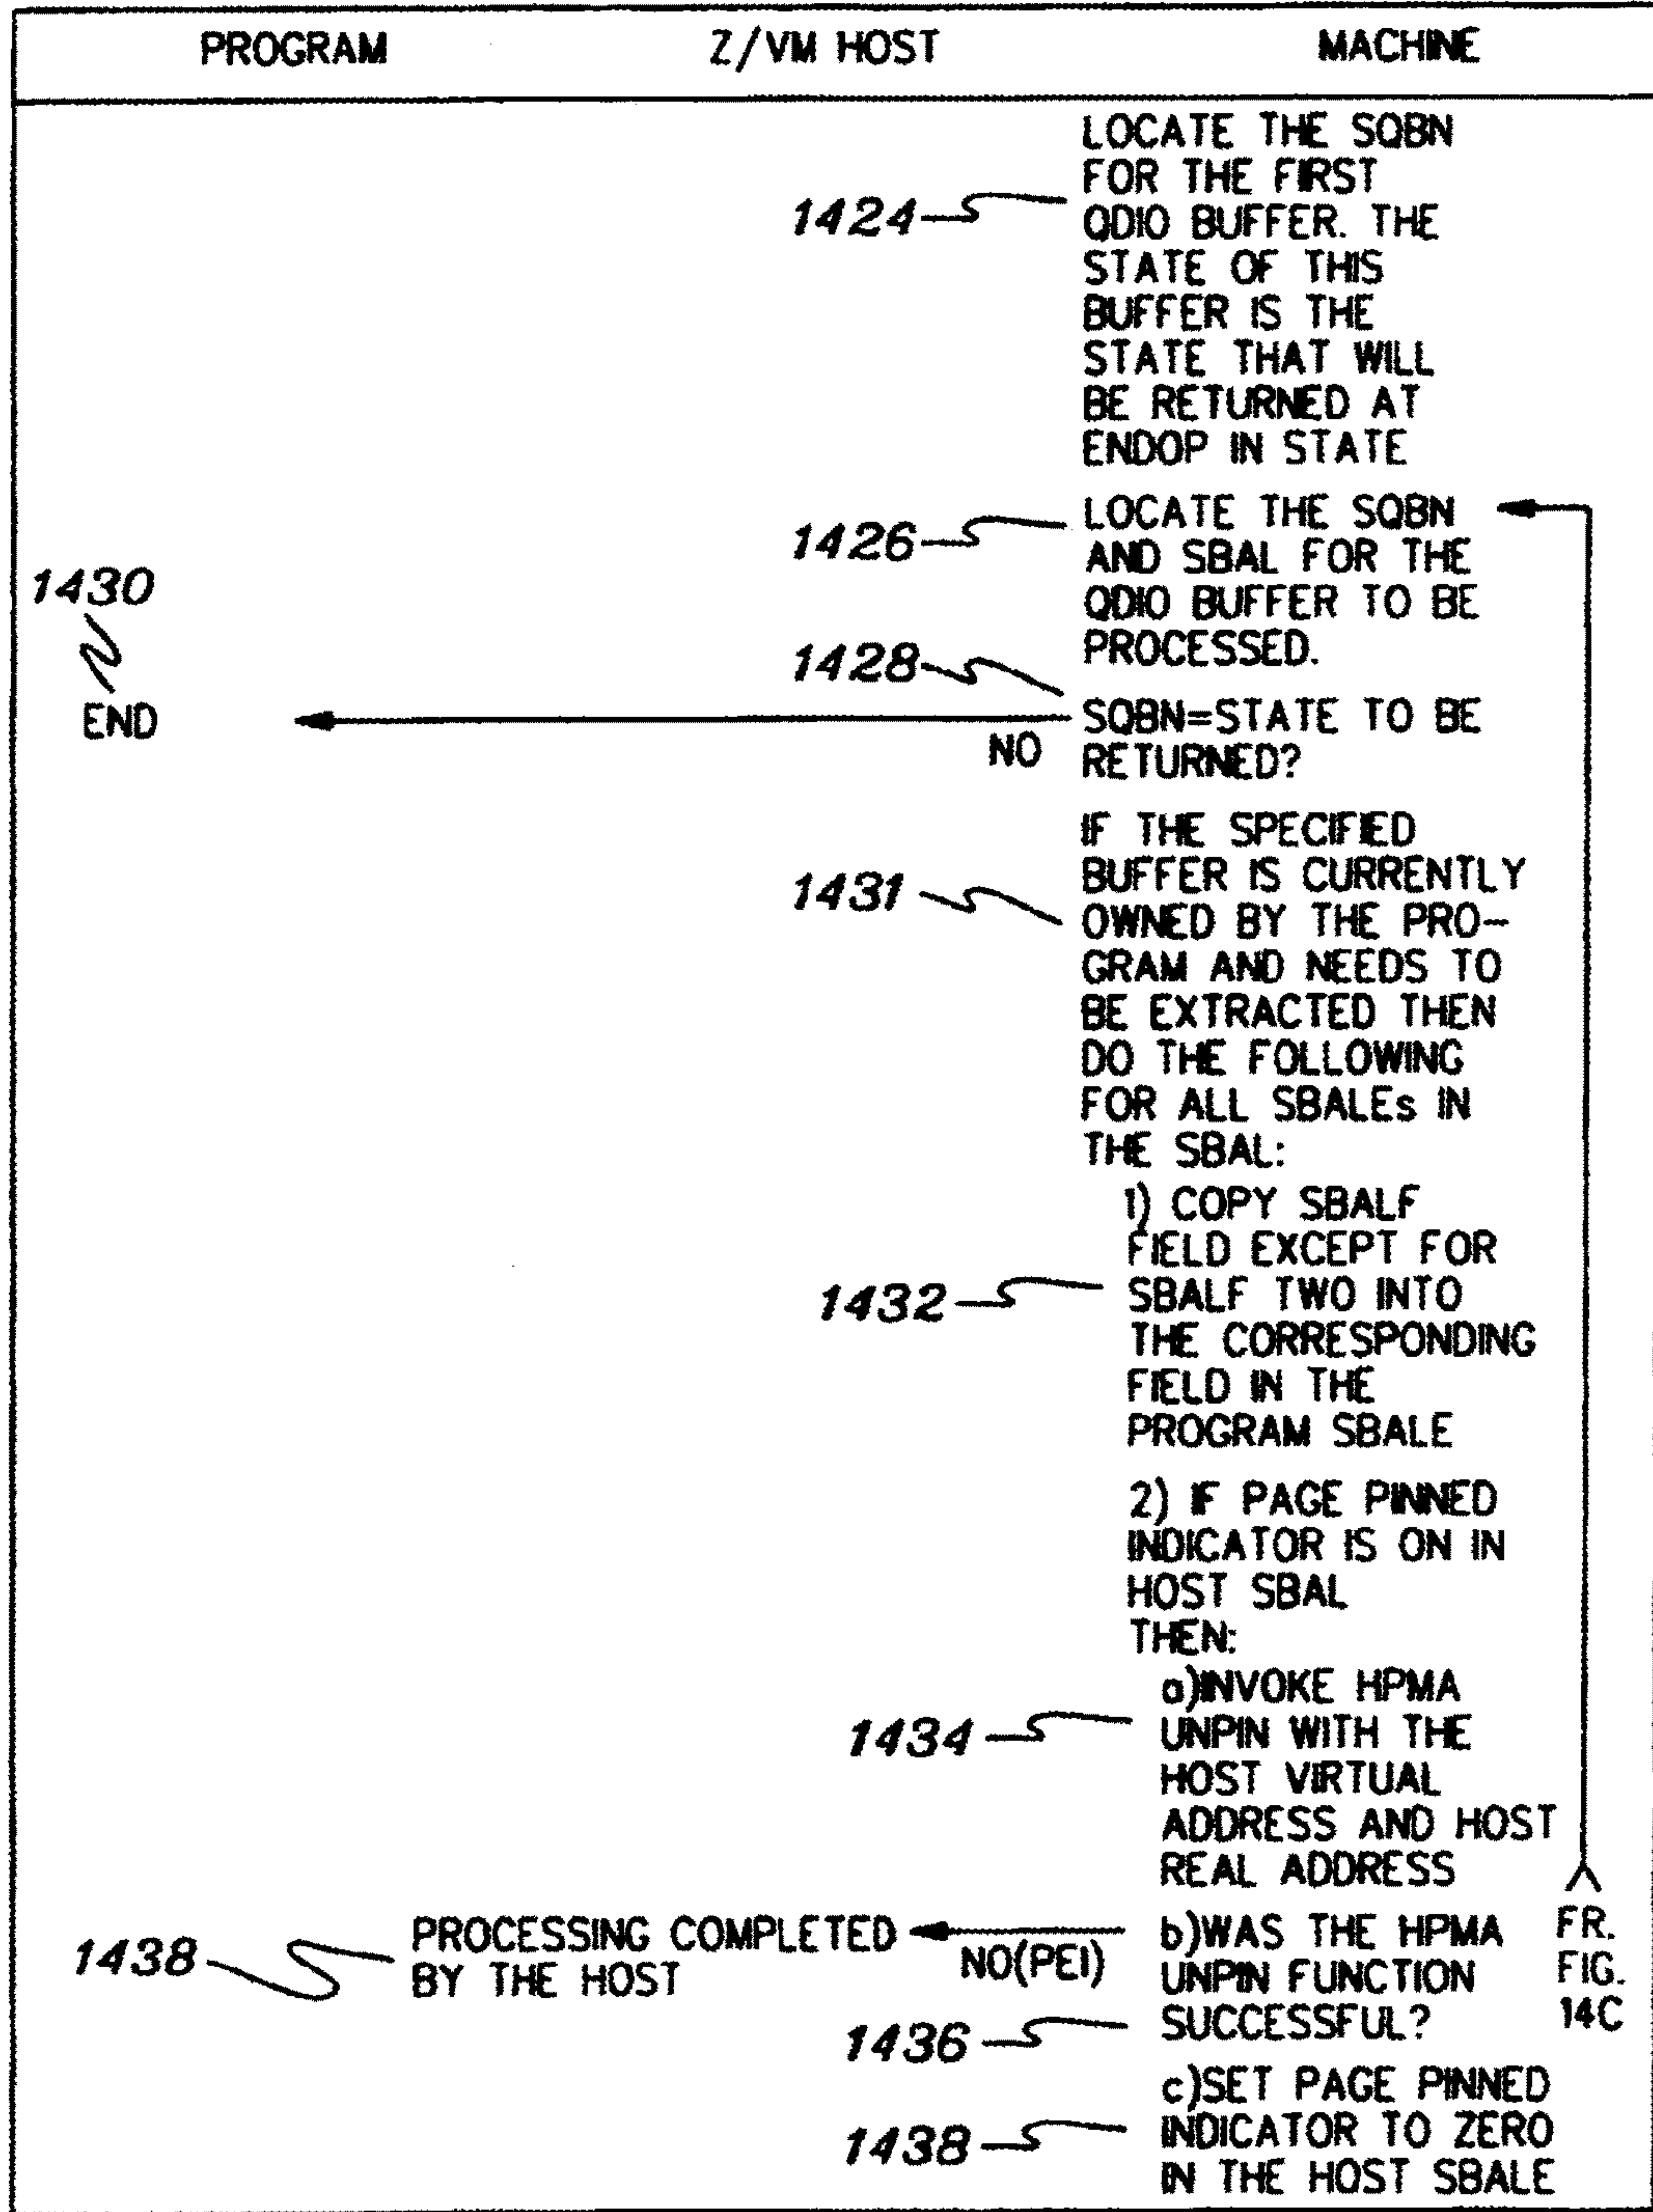 PROGRAM Z/VM HOST MACHINE
LOCATE THE SQBN
FOR THE FIRST
1424 QDIO BUFFER. THE
STATE OF THIS
BUFFER IS THE
STATE THAT WILL
BE RETURNED AT
ENDOP IN STATE
LOCATE THE SQBN
1426 AND SBAL FOR THE
1430 QDIO BUFFER TO BE
1428 PROCESSED.
END SQBN=STATE TO BE
NO RETURNED?
IF THE SPECIFIED
1431 BUFFER IS CURRENTLY
OWNED BY THE PRO-
GRAM AND NEEDS TO
BE EXTRACTED THEN
DO THE FOLLOWING
FOR ALL SBALEs IN
THE SBAL:
1) COPY SBALF
FIELD EXCEPT FOR
1432 SBALF TWO INTO
THE CORRESPONDING
FIELD IN THE
PROGRAM SBALE
2) IF PAGE PINNED
INDICATOR IS ON IN
HOST SBAL
THEN:
a)INVOKE HPMA
1434 UNPIN WITH THE
HOST VIRTUAL
ADDRESS AND HOST
REAL ADDRESS
1438 PROCESSING COMPLETED b)WAS THE HPMA FR.
BY THE HOST NO(PEI) UNPIN FUNCTION FIG.
1436 SUCCESSFUL? 14C
c)SET PAGE PINNED
1438 INDICATOR TO ZERO
IN THE HOST SBALE